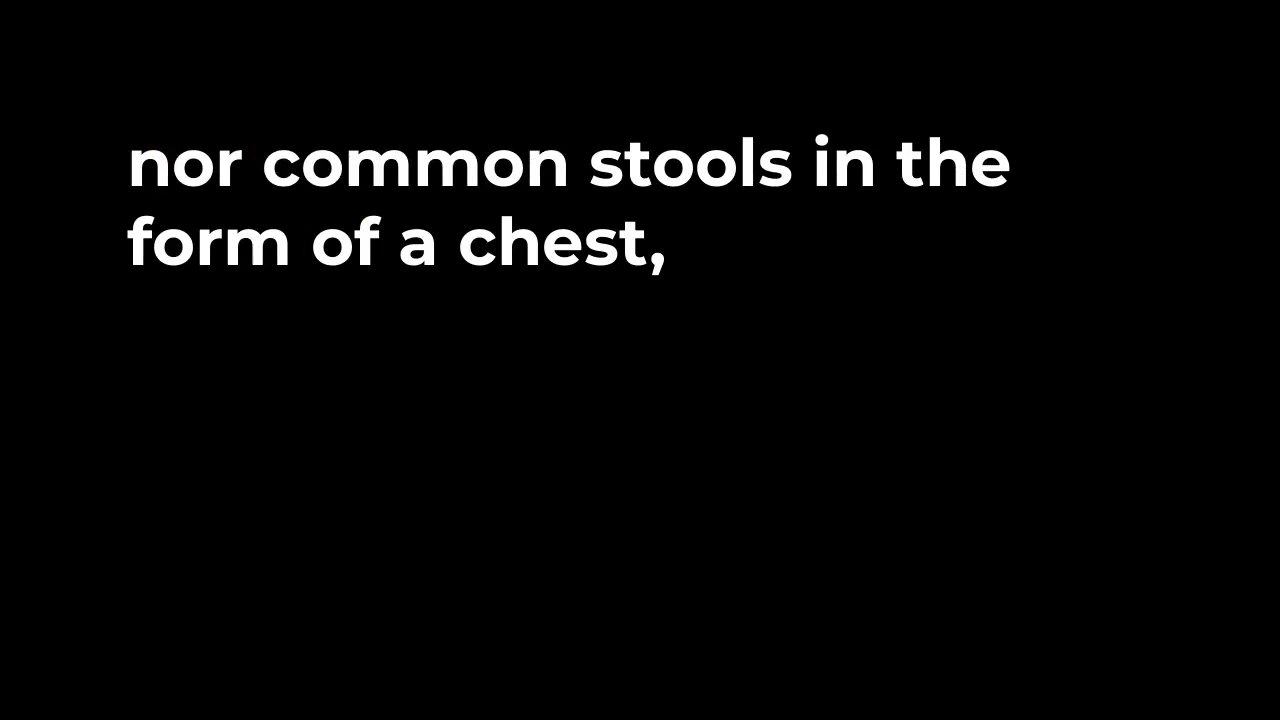 nor common stools in the
form of a chest,